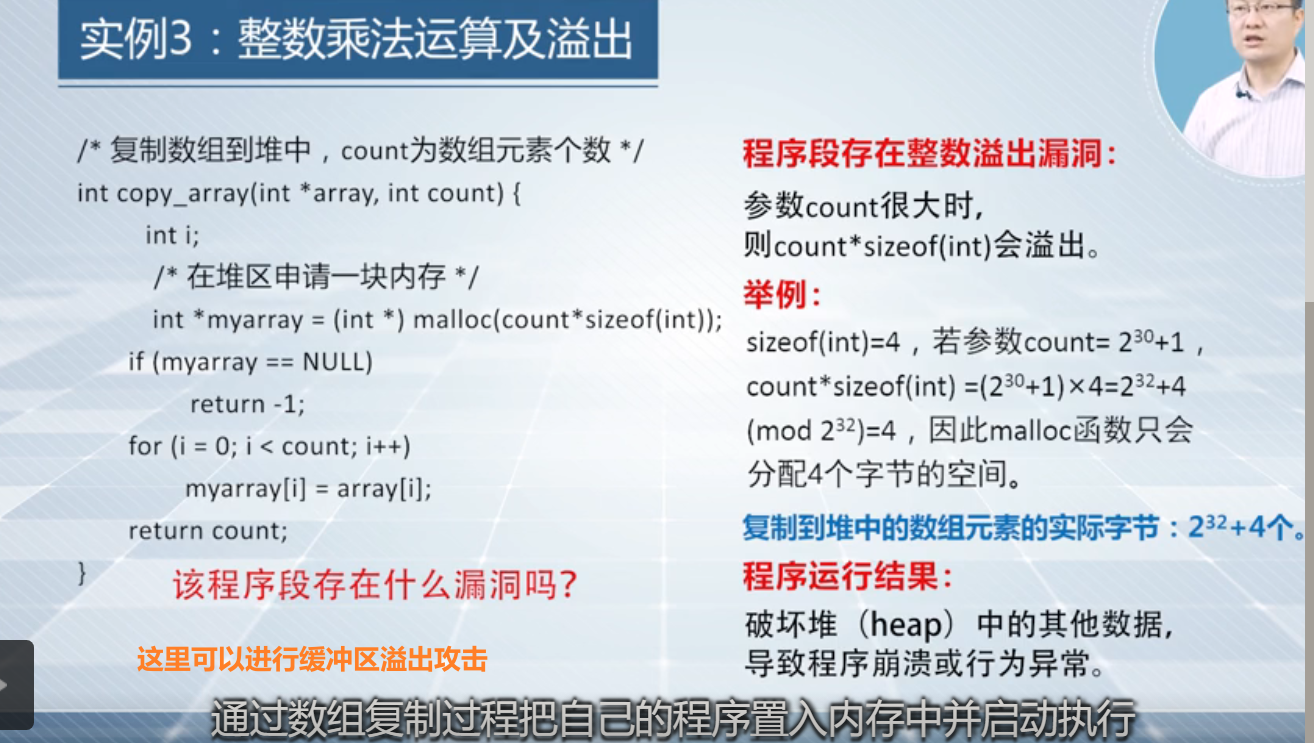 实例3：整数乘法运算及溢出
/* 复制数组到堆中，count为数组元素个数 */
int copy_array(int *array, int count) {
int i;
/* 在堆区申请一块内存 */
int *myarray = (int *) malloc(count*sizeof(int));
if (myarray == NULL)
return -1;
for (i = 0; i < count; i++)
myarray[i] = array[i];
return count;
}
该程序段存在什么漏洞吗？
这里可以进行缓冲区溢出攻击
程序段存在整数溢出漏洞：
参数count很大时，
则count*sizeof(int)会溢出。
举例：
sizeof(int)=4，若参数count= 2³⁰+1，
count*sizeof(int) =(2³⁰+1)×4=2³²+4
(mod 2³²)=4，因此malloc函数只会
分配4个字节的空间。
复制到堆中的数组元素的实际字节：2³²+4个。
程序运行结果：
破坏堆（heap）中的其他数据，
导致程序崩溃或行为异常。
通过数组复制过程把自己的程序置入内存中并启动执行